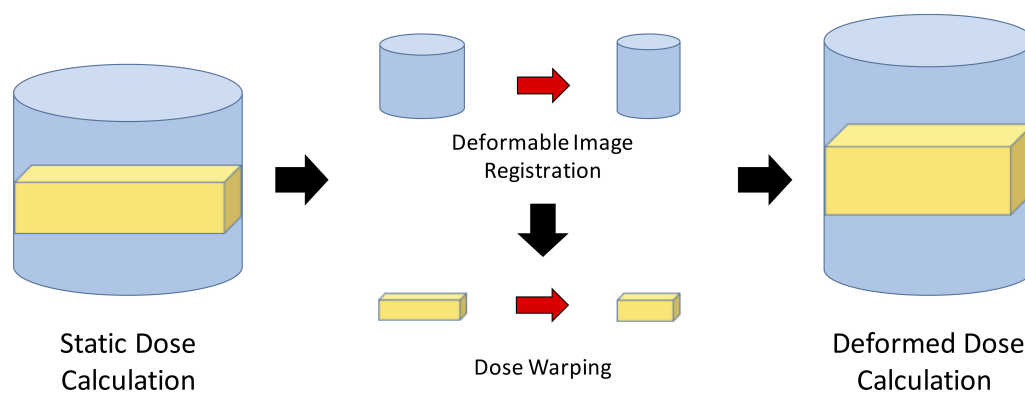 Deformable Image
Registration
Static Dose
Calculation
Dose Warping
Deformed Dose
Calculation